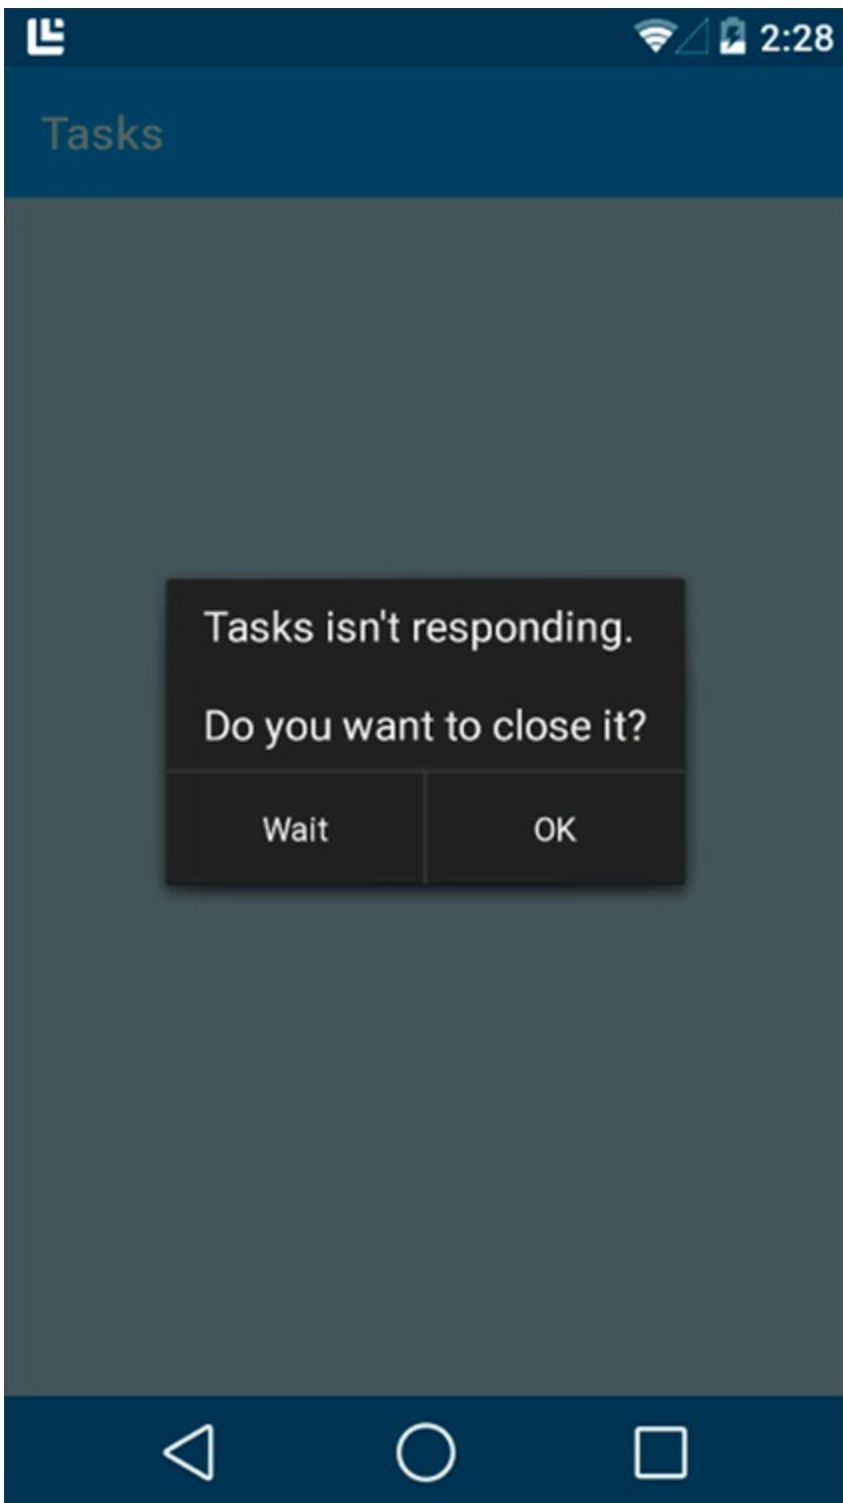 2:28
Tasks
Tasks isn't responding.
Do you want to close it?
Wait OK